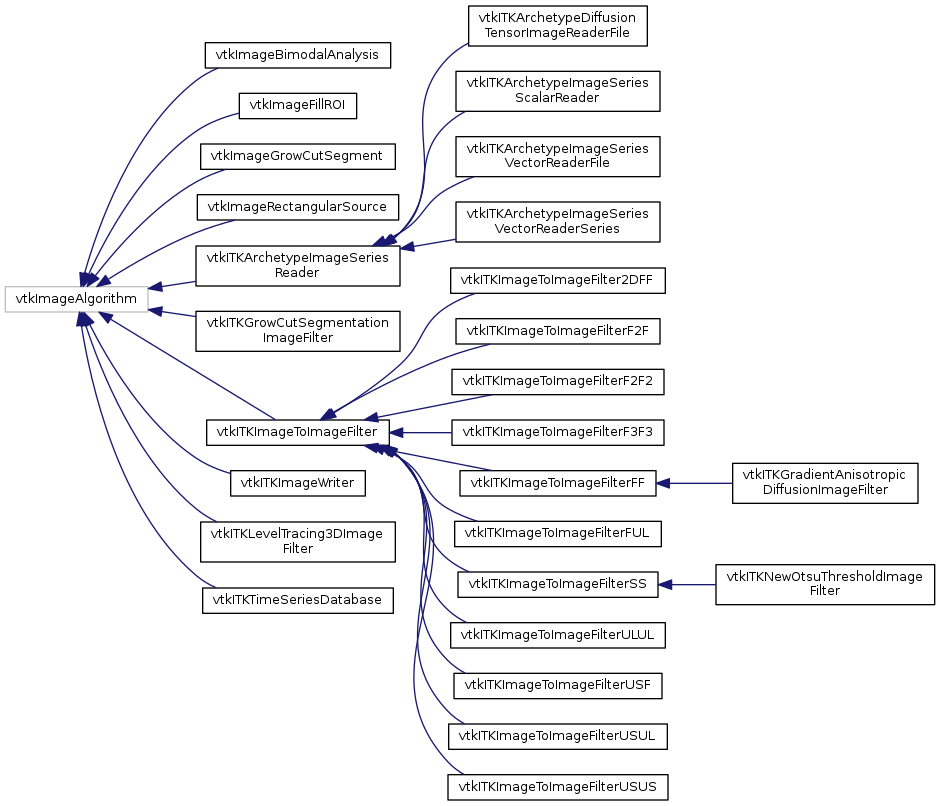 vtkImageAlgorithm
vtkImageBimodalAnalysis
vtkImageFillROI
vtkImageGrowCutSegment
vtkImageRectangularSource
vtkITKArchetypeImageSeries
Reader
vtkITKGrowCutSegmentation
ImageFilter
vtkITKImageToImageFilter
vtkITKImageWriter
vtkITKLevelTracing3DImage
Filter
vtkITKTimeSeriesDatabase
vtkITKArchetypeDiffusion
TensorImageReaderFile
vtkITKArchetypeImageSeries
ScalarReader
vtkITKArchetypeImageSeries
VectorReaderFile
vtkITKArchetypeImageSeries
VectorReaderSeries
vtkITKImageToImageFilter2DFF
vtkITKImageToImageFilterF2F
vtkITKImageToImageFilterF2F2
vtkITKImageToImageFilterF3F3
vtkITKImageToImageFilterFF
vtkITKImageToImageFilterFUL
vtkITKImageToImageFilterSS
vtkITKImageToImageFilterULUL
vtkITKImageToImageFilterUSF
vtkITKImageToImageFilterUSUL
vtkITKImageToImageFilterUSUS
vtkITKGradientAnisotropic
DiffusionImageFilter
vtkITKNewOtsuThresholdImage
Filter